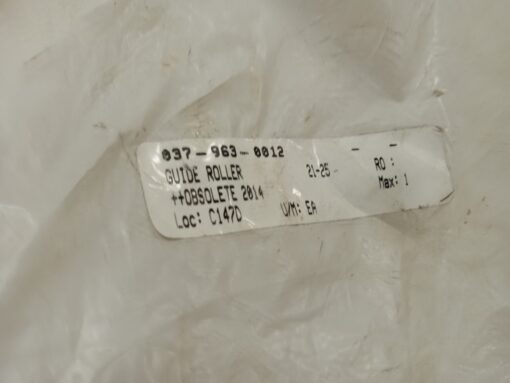 037-963-0012 - -
GUIDE ROLLER 21-25 - RO :
++OBSOLETE 2014 Max: 1
Loc: C147D U/M: EA